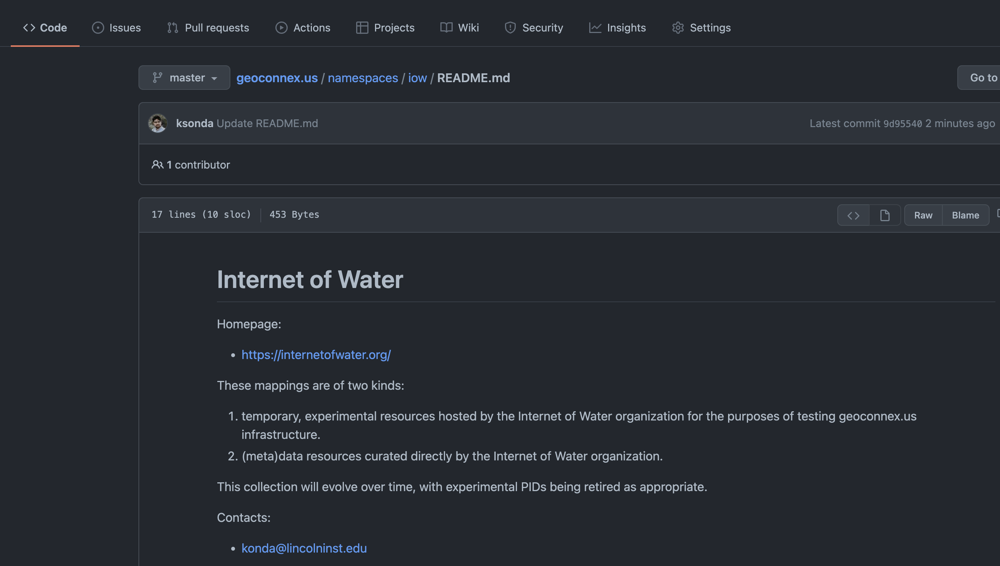 Code Issues Pull requests Actions Projects Wiki Security Insights Settings
master geoconnex.us / namespaces / iow / README.md Go to
ksonda Update README.md Latest commit 9d95540 2 minutes ago
1 contributor
17 lines (10 sloc) 453 Bytes Raw Blame
Internet of Water
Homepage:
• https://internetofwater.org/
These mappings are of two kinds:
1. temporary, experimental resources hosted by the Internet of Water organization for the purposes of testing geoconnex.us
infrastructure.
2. (meta)data resources curated directly by the Internet of Water organization.
This collection will evolve over time, with experimental PIDs being retired as appropriate.
Contacts:
• konda@lincolninst.edu